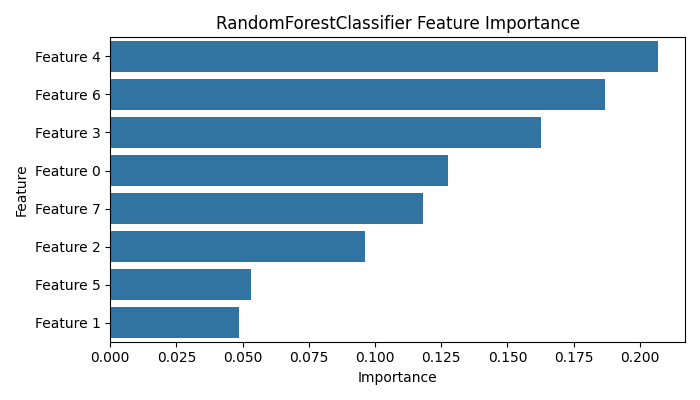 RandomForestClassifier Feature Importance
Feature 4
Feature 6
Feature 3
Feature 0
Feature 7
Feature 2
Feature 5
Feature 1
Feature
0.000 0.025 0.050 0.075 0.100 0.125 0.150 0.175 0.200
Importance